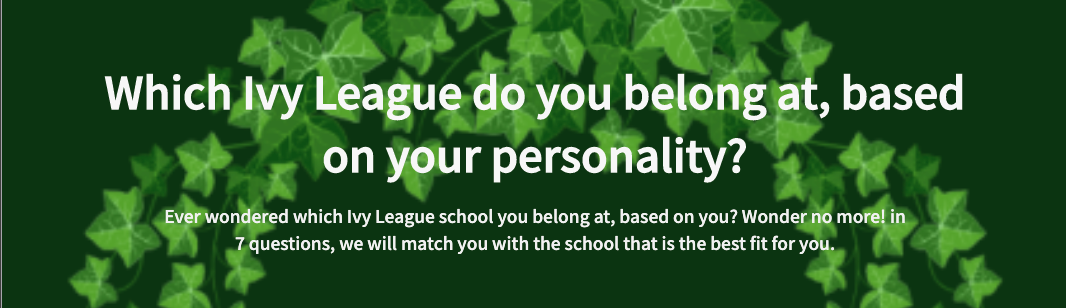 Which Ivy League do you belong at, based
on your personality?
Ever wondered which Ivy League school you belong at, based on you? Wonder no more! in
7 questions, we will match you with the school that is the best fit for you.